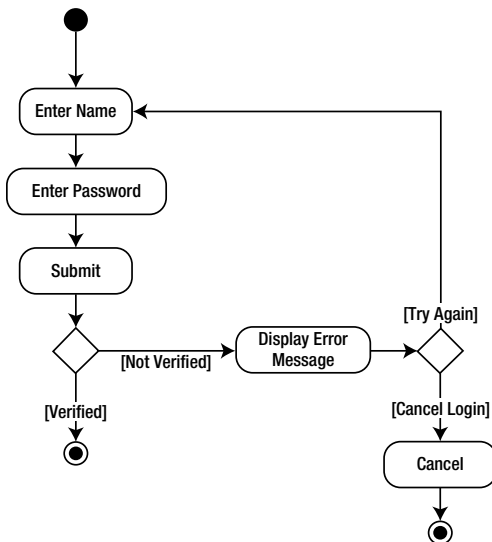 Enter Name
Enter Password
Submit
[Try Again]
Display Error
Message
[Not Verified]
[Verified]
[Cancel Login]
Cancel